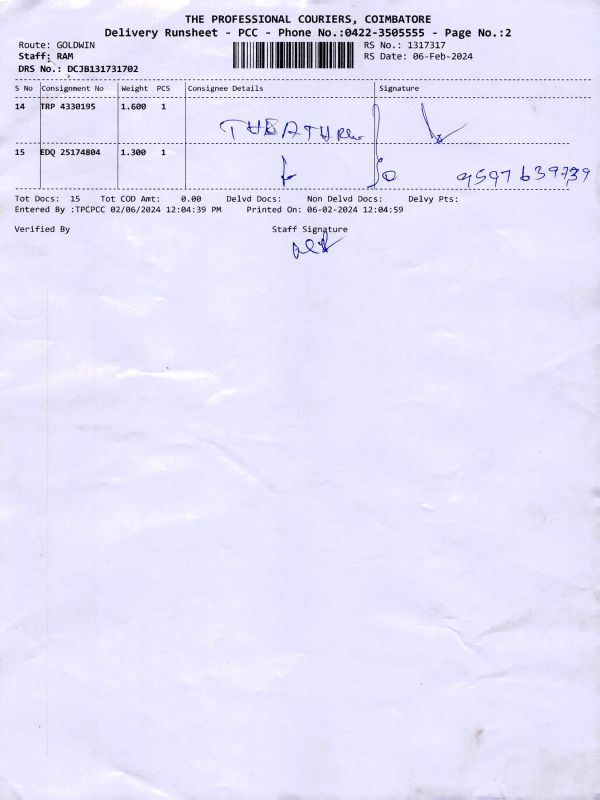 THE PROFESSIONAL COURIERS, COIMBATORE
Delivery Runsheet - PCC - Phone No.:0422-3505555 - Page No.:2
Route: GOLDWIN RS No.: 1317317
Staff: RAM RS Date: 06-Feb-2024
DRS No.: DCJB131731702
S No Consignment No Weight PCS Consignee Details Signature
14 TRP 4330195 1.600 1
15 EDQ 25174804 1.300 1
9597639739
Tot Docs: 15 Tot COD Amt: 0.00 Delvd Docs: Non Delvd Docs: Delvy Pts:
Entered By :TPCPCC 02/06/2024 12:04:39 PM Printed On: 06-02-2024 12:04:59
Verified By Staff Signature